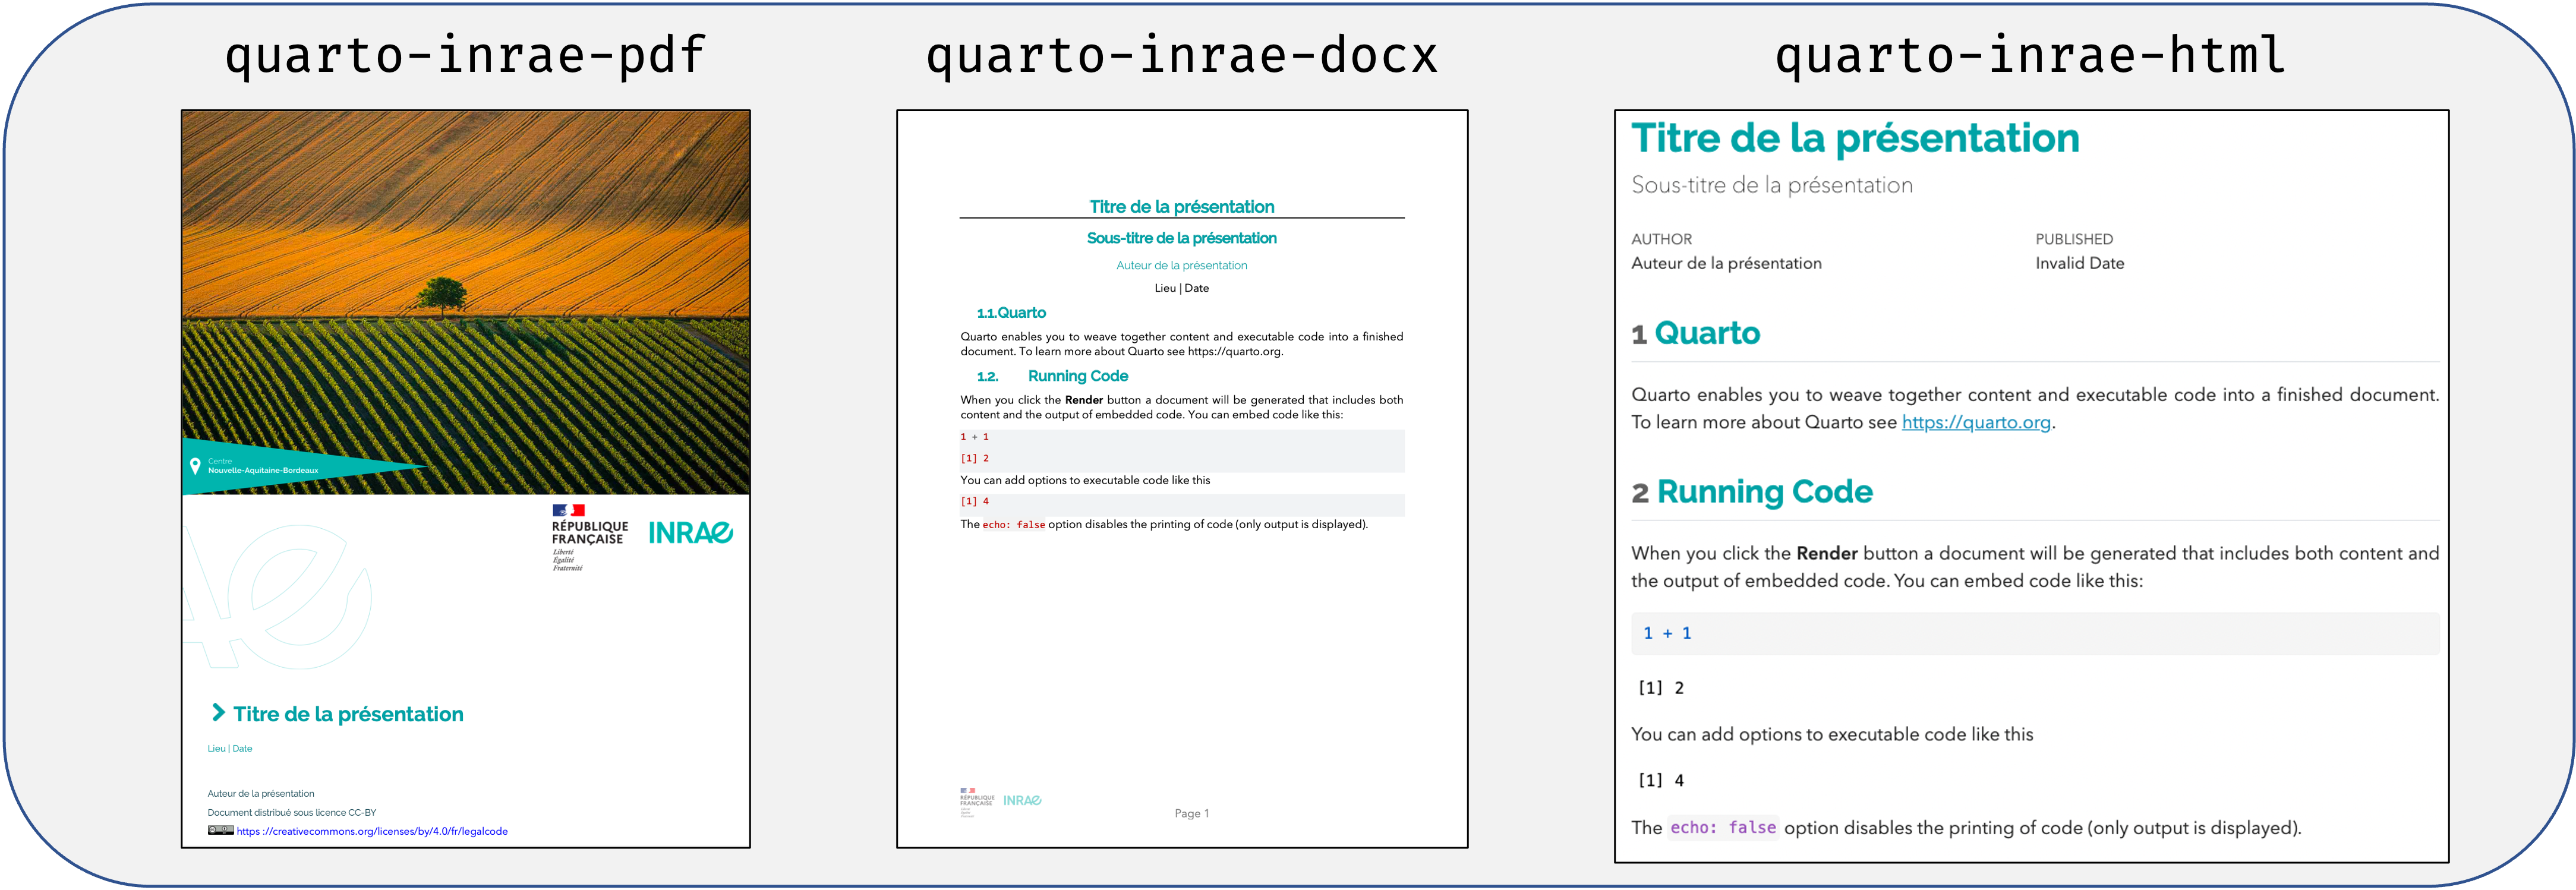 quarto-inrae-pdf
Centre
Nouvelle-Aquitaine-Bordeaux
RÉPUBLIQUE
FRANÇAISE
Liberté
Égalité
Fraternité
INRAE
Titre de la présentation
Lieu | Date
Auteur de la présentation
Document distribué sous licence CC-BY
https ://creativecommons.org/licenses/by/4.0/fr/legalcode
quarto-inrae-docx
Titre de la présentation
Sous-titre de la présentation
Auteur de la présentation
Lieu | Date
1.1.Quarto
Quarto enables you to weave together content and executable code into a finished
document. To learn more about Quarto see https://quarto.org.
1.2. Running Code
When you click the Render button a document will be generated that includes both
content and the output of embedded code. You can embed code like this:
1 + 1
[1] 2
You can add options to executable code like this
[1] 4
The echo: false option disables the printing of code (only output is displayed).
RÉPUBLIQUE
FRANÇAISE
INRAE
Page 1
quarto-inrae-html
Titre de la présentation
Sous-titre de la présentation
AUTHOR
Auteur de la présentation
PUBLISHED
Invalid Date
1 Quarto
Quarto enables you to weave together content and executable code into a finished document.
To learn more about Quarto see https://quarto.org.
2 Running Code
When you click the Render button a document will be generated that includes both content and
the output of embedded code. You can embed code like this:
1 + 1
[1] 2
You can add options to executable code like this
[1] 4
The echo: false option disables the printing of code (only output is displayed).